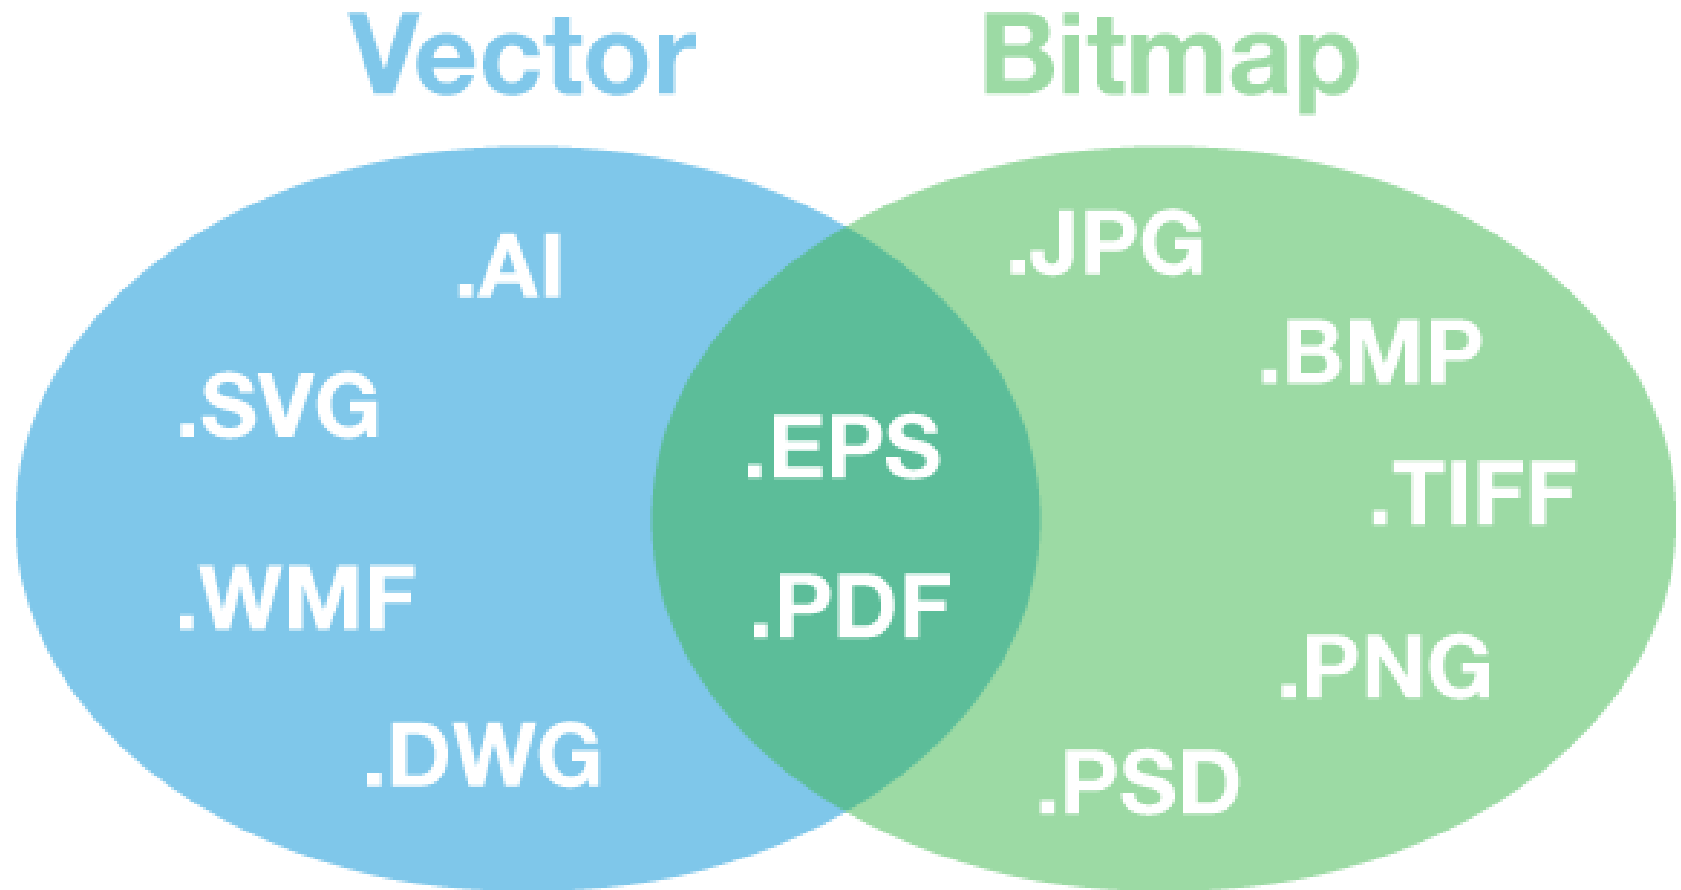 Vector
Bitmap
.AI
.SVG
.WMF
.DWG
.EPS
.PDF
.JPG
.BMP
.TIFF
.PNG
.PSD